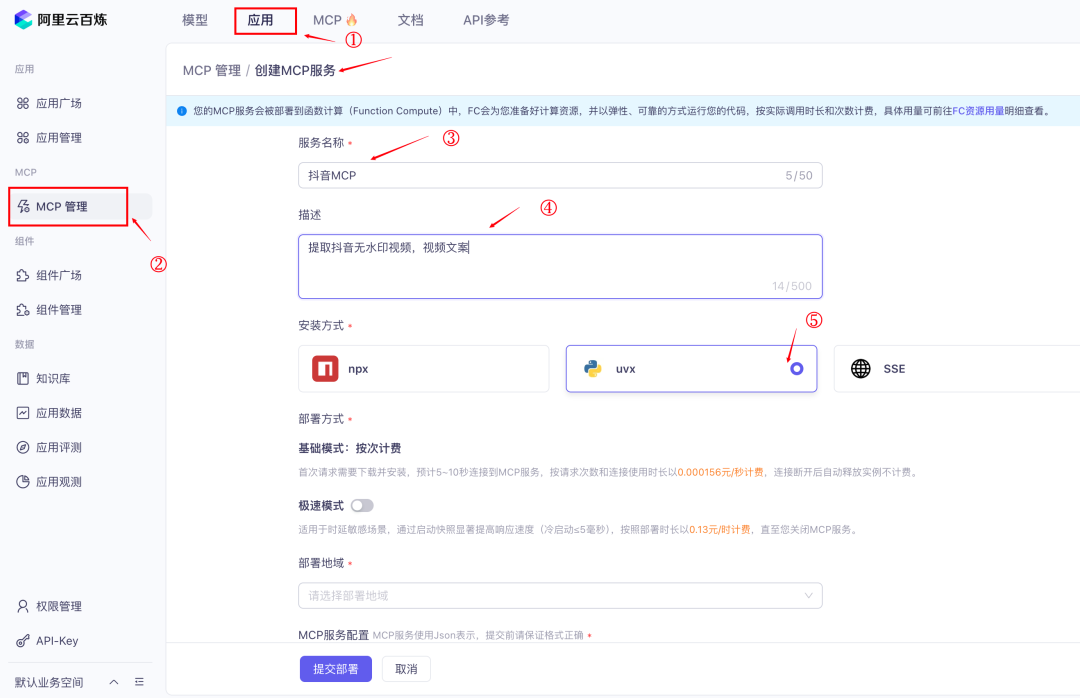 阿里云百炼
模型 应用 MCP🔥 文档 API参考
①
应用
应用广场
应用管理
MCP
MCP 管理
②
组件
组件广场
组件管理
数据
知识库
应用数据
应用评测
应用观测
权限管理
API-Key
默认业务空间
MCP 管理 / 创建MCP服务
您的MCP服务会被部署到函数计算（Function Compute）中，FC会为您准备好计算资源，并以弹性、可靠的方式运行您的代码，按实际调用时长和次数计费，具体用量可前往FC资源用量明细查看。
服务名称 *
③
抖音MCP 5/50
描述
④
提取抖音无水印视频，视频文案
14/500
安装方式 *
⑤
npx uvx SSE
部署方式 *
基础模式：按次计费
首次请求需要下载并安装，预计5~10秒连接到MCP服务，按请求次数和连接使用时长以0.000156元/秒计费，连接断开后自动释放实例不计费。
极速模式
适用于时延敏感场景，通过启动快照显著提高响应速度（冷启动≤5毫秒），按照部署时长以0.13元/时计费，直至您关闭MCP服务。
部署地域 *
请选择部署地域
MCP服务配置 MCP服务使用Json表示，提交前请保证格式正确 *
提交部署 取消